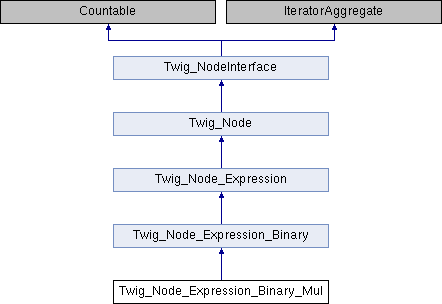 Countable
IteratorAggregate
Twig_NodeInterface
Twig_Node
Twig_Node_Expression
Twig_Node_Expression_Binary
Twig_Node_Expression_Binary_Mul